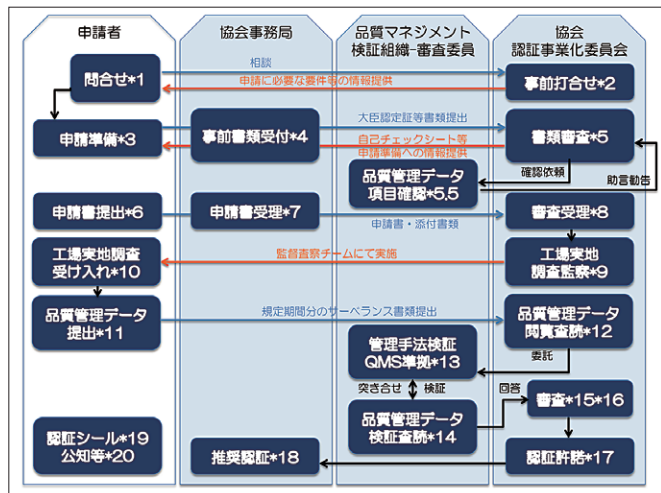 申請者
協会事務局
品質マネジメント
検証組織-審査委員
協会
認証事業化委員会
相談
問合せ*1
申請に必要な要件等の情報提供
事前打合せ*2
大臣認定証等書類提出
申請準備*3
事前書類受付*4
自己チェックシート等
申請準備への情報提供
書類審査*5
確認依頼
助言勧告
品質管理データ
項目確認*5.5
申請書提出*6
申請書受理*7
申請書・添付書類
審査受理*8
工場実地調査
受け入れ*10
監督査察チームにて実施
工場実地
調査監察*9
品質管理データ
提出*11
規定期間分のサーベランス書類提出
品質管理データ
閲覧査読*12
委託
管理手法検証
QMS準拠*13
突き合せ
検証
回答
品質管理データ
検証査読*14
審査*15*16
認証シール*19
公知等*20
推奨認証*18
認証許諾*17